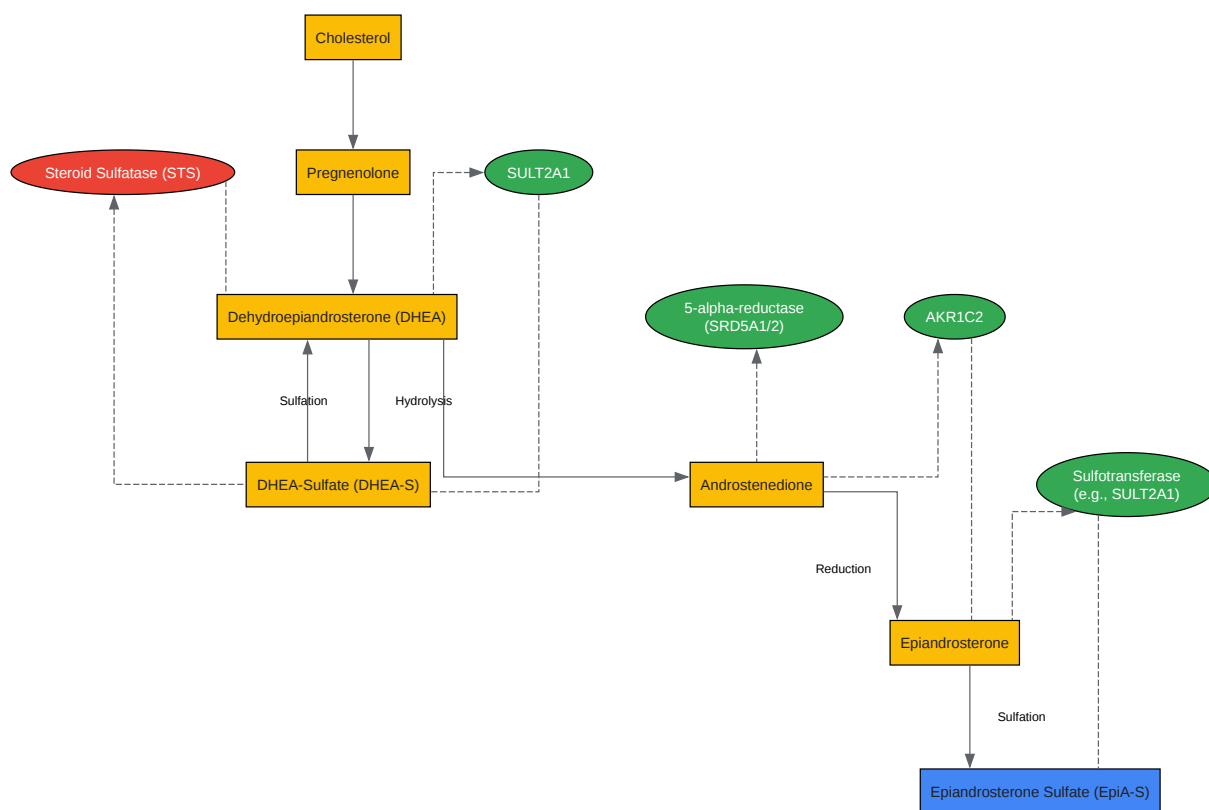 Cholesterol
Steroid Sulfatase (STS)
Pregnenolone
SULT2A1
Dehydroepiandrosterone (DHEA)
5-alpha-reductase
(SRD5A1/2)
AKR1C2
Sulfation
Hydrolysis
DHEA-Sulfate (DHEA-S)
Androstenedione
Sulfotransferase
(e.g., SULT2A1)
Reduction
Epiandrosterone
Sulfation
Epiandrosterone Sulfate (EpiA-S)